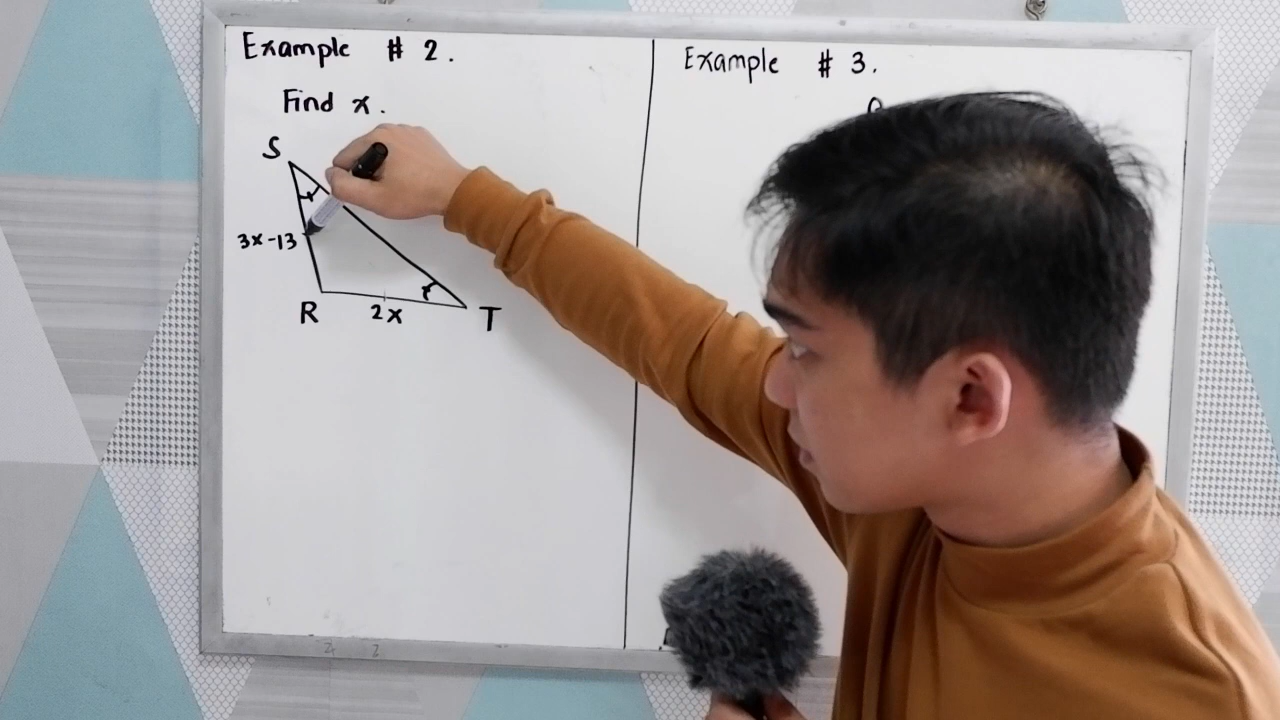 Example # 2.
Find x.
S
3x-13
R 2x T
Example # 3.